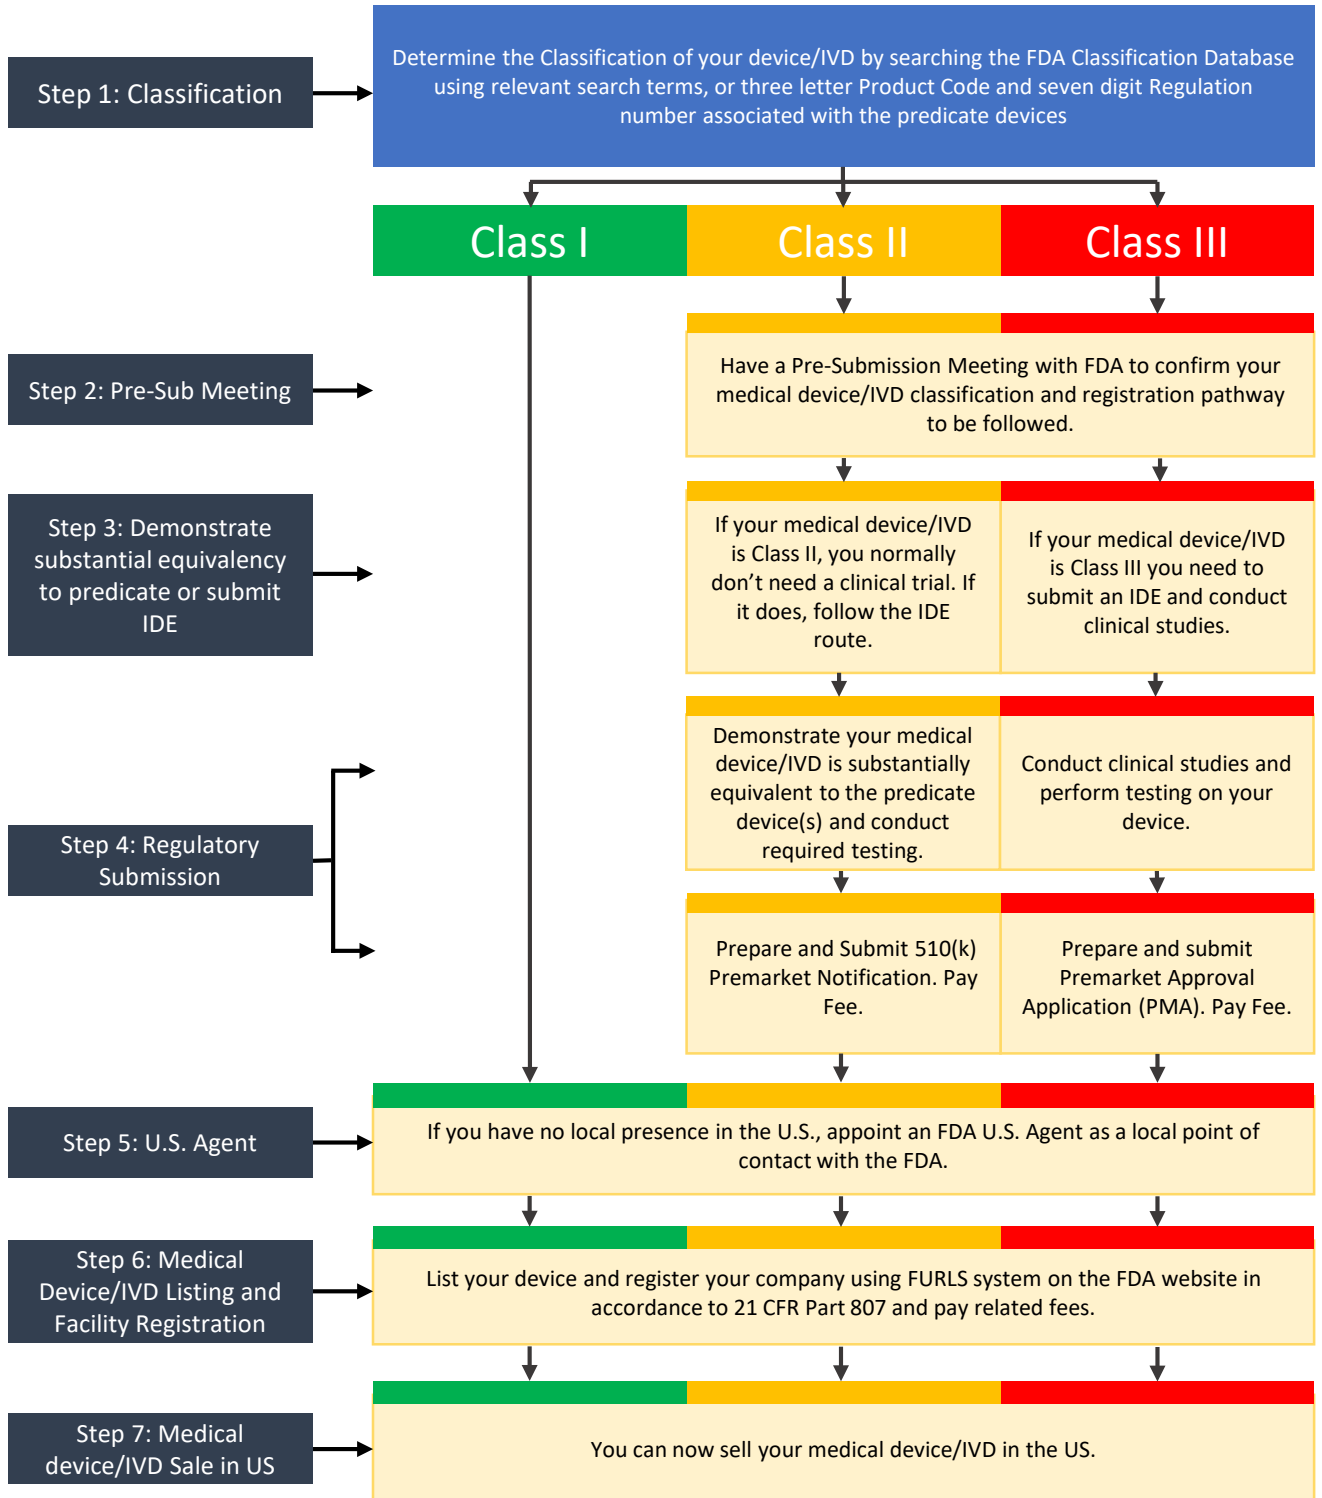 Step 1: Classification
Determine the Classification of your device/IVD by searching the FDA Classification Database
using relevant search terms, or three letter Product Code and seven digit Regulation
number associated with the predicate devices
Class I
Class II
Class III
Step 2: Pre-Sub Meeting
Have a Pre-Submission Meeting with FDA to confirm your
medical device/IVD classification and registration pathway
to be followed.
Step 3: Demonstrate
substantial equivalency
to predicate or submit
IDE
If your medical device/IVD
is Class II, you normally
don’t need a clinical trial. If
it does, follow the IDE
route.
If your medical device/IVD
is Class III you need to
submit an IDE and conduct
clinical studies.
Step 4: Regulatory
Submission
Demonstrate your medical
device/IVD is substantially
equivalent to the predicate
device(s) and conduct
required testing.
Conduct clinical studies and
perform testing on your
device.
Prepare and Submit 510(k)
Premarket Notification. Pay
Fee.
Prepare and submit
Premarket Approval
Application (PMA). Pay Fee.
Step 5: U.S. Agent
If you have no local presence in the U.S., appoint an FDA U.S. Agent as a local point of
contact with the FDA.
Step 6: Medical
Device/IVD Listing and
Facility Registration
List your device and register your company using FURLS system on the FDA website in
accordance to 21 CFR Part 807 and pay related fees.
Step 7: Medical
device/IVD Sale in US
You can now sell your medical device/IVD in the US.